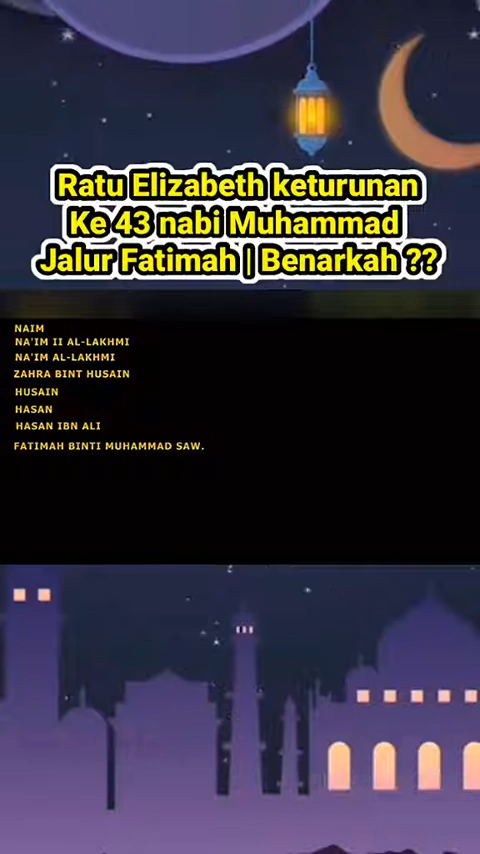 Ratu Elizabeth keturunan
Ke 43 nabi Muhammad
Jalur Fatimah | Benarkah ??
NAIM
NA'IM II AL-LAKHMI
NA'IM AL-LAKHMI
ZAHRA BINT HUSAIN
HUSAIN
HASAN
HASAN IBN ALI
FATIMAH BINTI MUHAMMAD SAW.